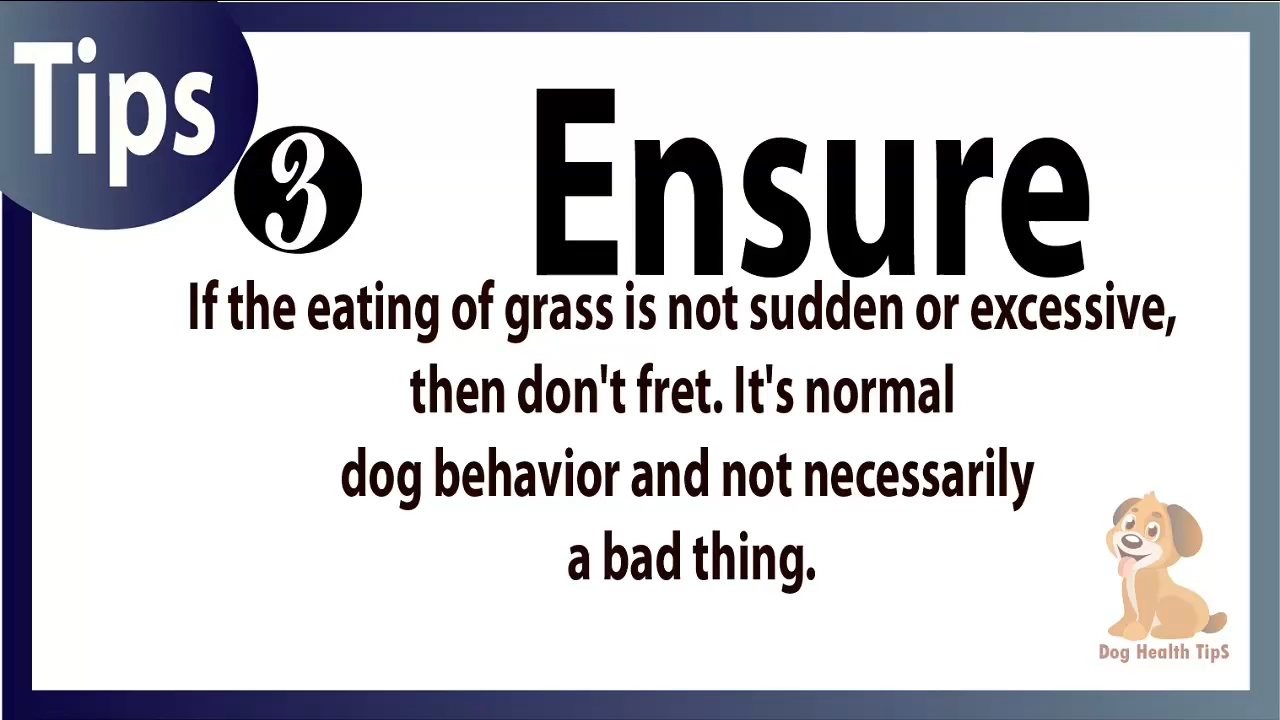 Tips
3
Ensure
If the eating of grass is not sudden or excessive,
then don't fret. It's normal
dog behavior and not necessarily
a bad thing.
Dog Health TipS